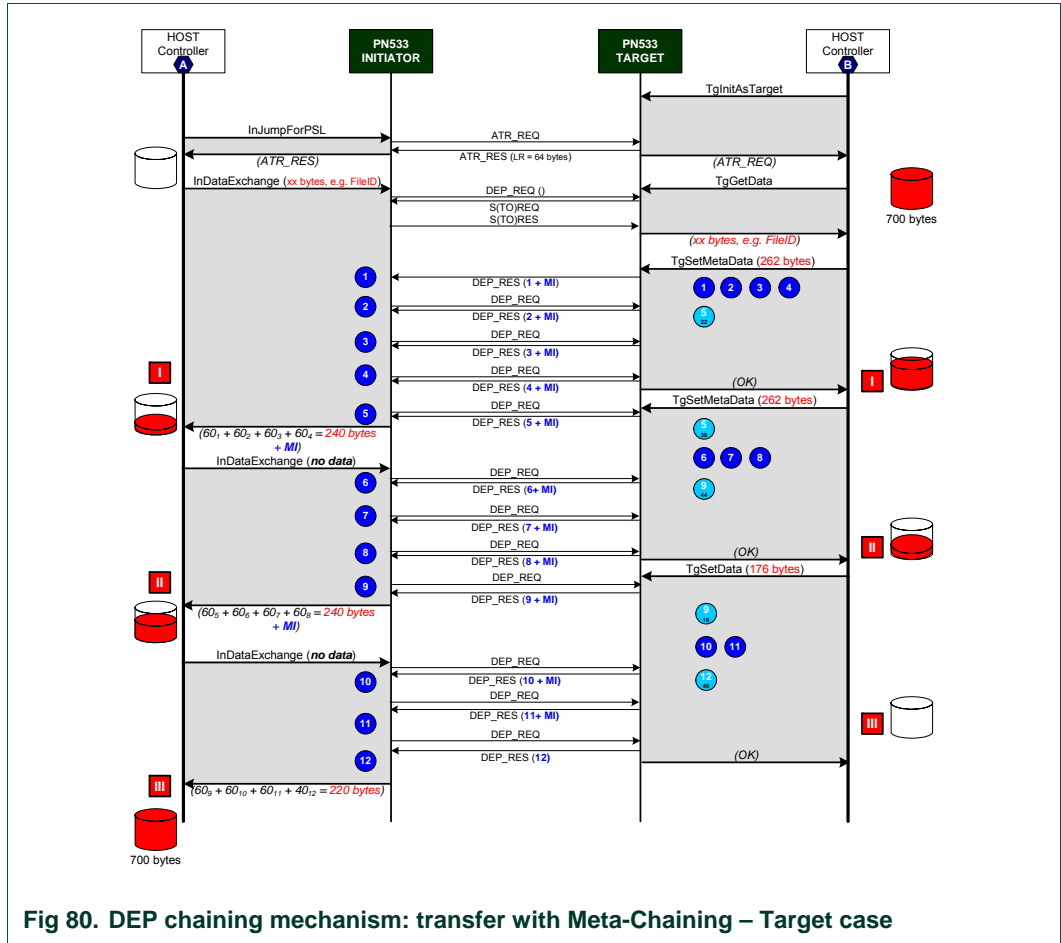 HOST
Controller
A
PN533
INITIATOR
PN533
TARGET
HOST
Controller
B
TgInitAsTarget
InJumpForPSL
ATR_REQ
(ATR_RES)
ATR_RES (LR = 64 bytes)
(ATR_REQ)
InDataExchange (xx bytes, e.g. FileID)
DEP_REQ ()
TgGetData
S(TO)REQ
S(TO)RES
700 bytes
(xx bytes, e.g. FileID)
TgSetMetaData (262 bytes)
1
DEP_RES (1 + MI)
1 2 3 4
2
DEP_REQ
DEP_RES (2 + MI)
5
22
3
DEP_REQ
DEP_RES (3 + MI)
I
4
DEP_REQ
DEP_RES (4 + MI)
(OK)
I
TgSetMetaData (262 bytes)
5
DEP_REQ
DEP_RES (5 + MI)
5
38
(60₁ + 60₂ + 60₃ + 60₄ = 240 bytes
+ MI)
InDataExchange (no data)
6 7 8
6
DEP_REQ
DEP_RES (6+ MI)
9
44
7
DEP_REQ
DEP_RES (7 + MI)
8
DEP_REQ
DEP_RES (8 + MI)
(OK)
II
TgSetData (176 bytes)
II
9
DEP_REQ
DEP_RES (9 + MI)
(60₅ + 60₆ + 60₇ + 60₈ = 240 bytes
+ MI)
9
16
InDataExchange (no data)
10 11
10
DEP_REQ
DEP_RES (10 + MI)
12
40
11
DEP_REQ
DEP_RES (11+ MI)
III
12
DEP_REQ
DEP_RES (12)
(OK)
III
(60₉ + 60₁₀ + 60₁₁ + 40₁₂ = 220 bytes)
700 bytes
Fig 80. DEP chaining mechanism: transfer with Meta-Chaining – Target case